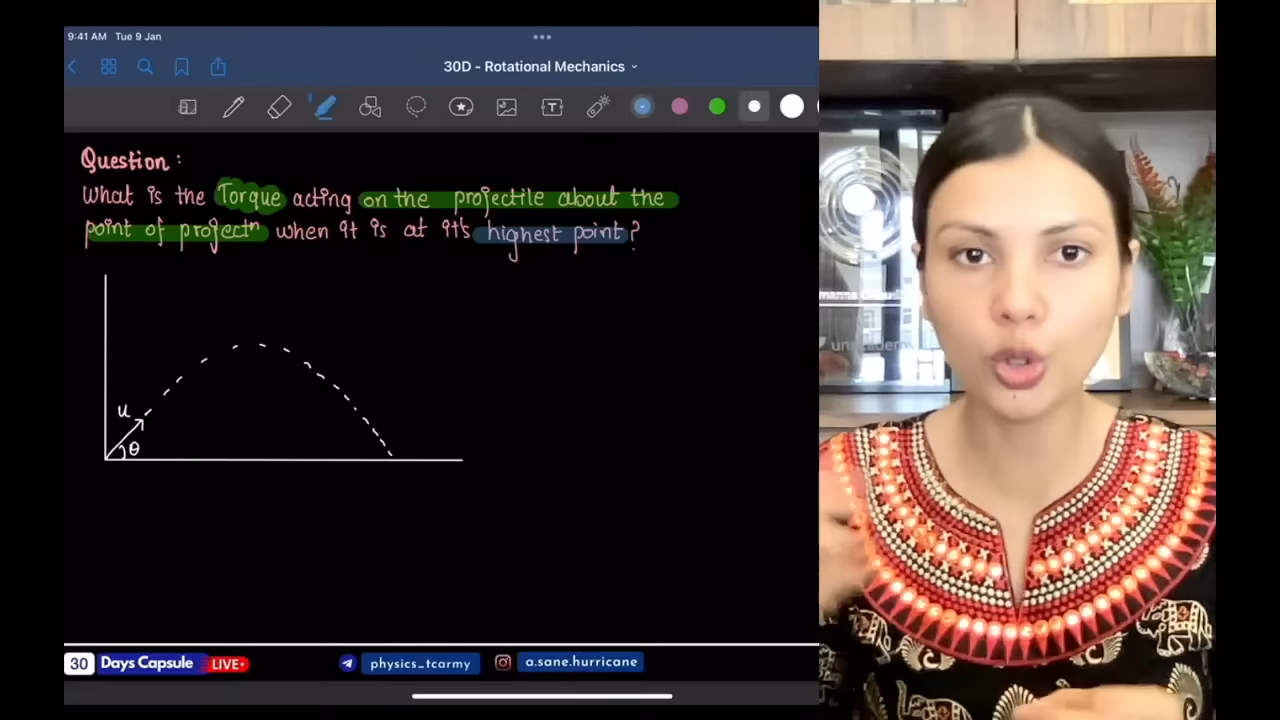 9:41 AM Tue 9 Jan
30D - Rotational Mechanics
Question :
What is the Torque acting on the projectile about the
point of projectⁿ when it is at it's highest point?
u
θ
30 Days Capsule LIVE
physics_tcarmy
a.sane.hurricane